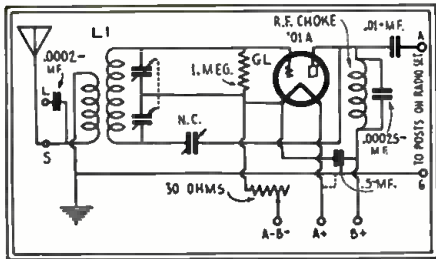 L1
R.F. CHOKE
'01A
.01-MF.
A
.0002-
MF.
1. MEG.
GL
L
N.C.
.00025-
MF
TO POSTS ON RADIO SET
S
.5-MF.
G
30 OHMS
A-B-
A+
B+